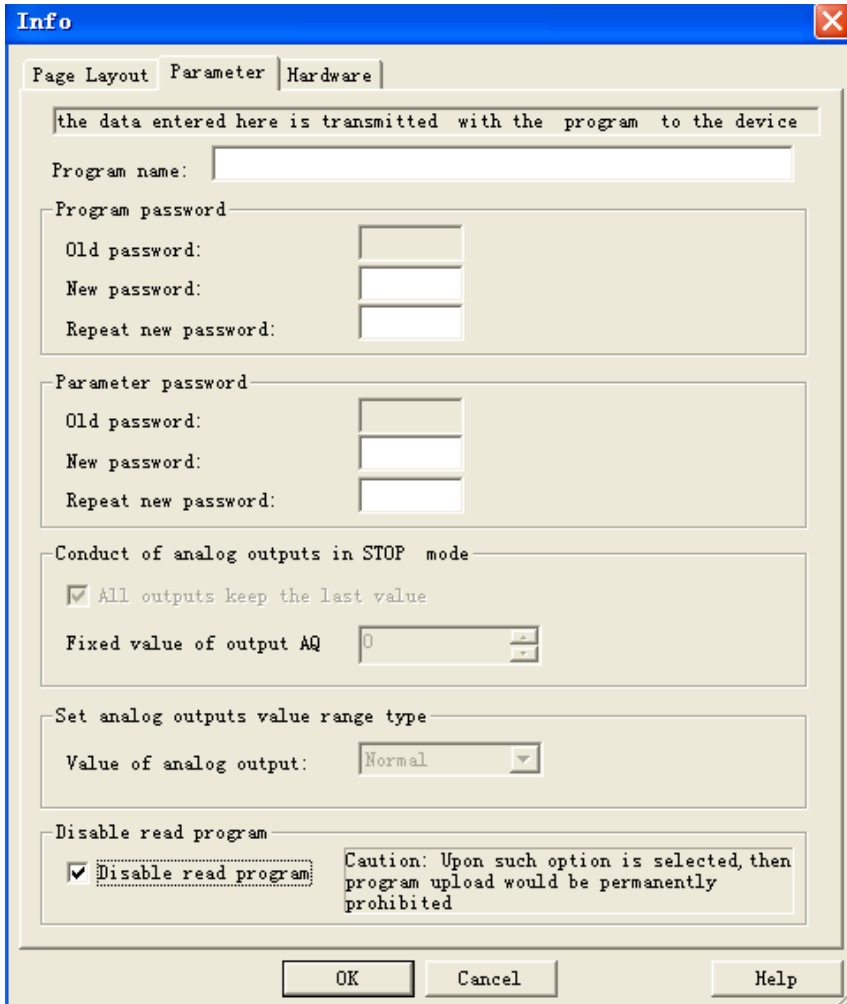 Info
Page Layout Parameter Hardware
the data entered here is transmitted with the program to the device
Program name:
Program password
Old password:
New password:
Repeat new password:
Parameter password
Old password:
New password:
Repeat new password:
Conduct of analog outputs in STOP mode
All outputs keep the last value
Fixed value of output AQ 0
Set analog outputs value range type
Value of analog output: Normal
Disable read program
Disable read program
Caution: Upon such option is selected, then
program upload would be permanently
prohibited
OK Cancel Help